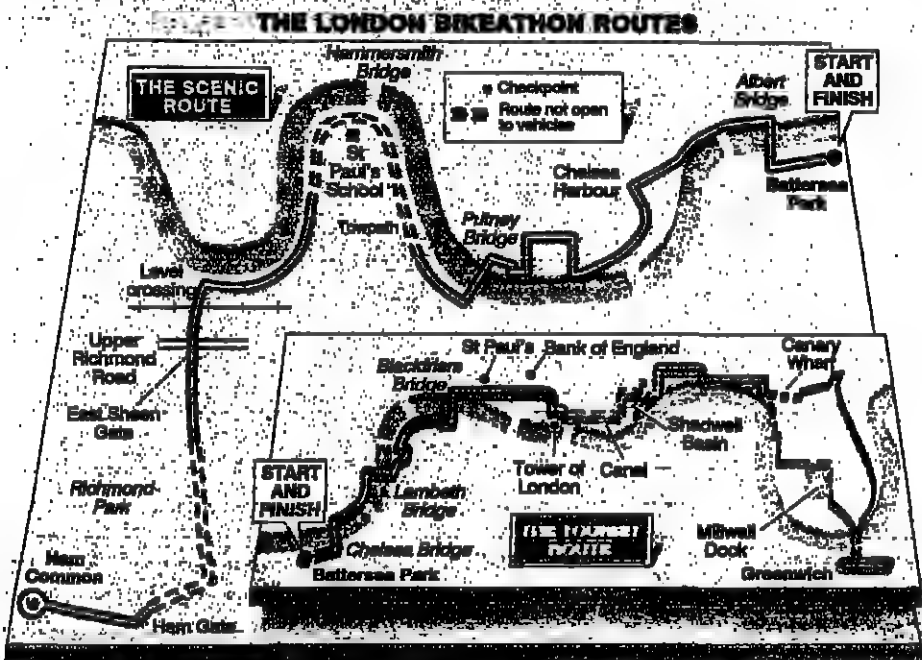 THE LONDON BIKEATHON ROUTES
Hammersmith
Bridge
THE SCENIC
ROUTE
Checkpoint
Route not open
to vehicles
Albert
Bridge
START
AND
FINISH
St
Paul's
School
Chelsea
Harbour
Battersea
Park
Towpath
Putney
Bridge
Level
crossing
Upper
Richmond
Road
East Sheen
Gate
Richmond
Park
Ham
Common
Ham Gate
St Paul's
Bank of England
Canary
Wharf
Blackfriars
Bridge
Shadwell
Basin
Tower of
London
Canal
START
AND
FINISH
Lambeth
Bridge
Millwall
Dock
THE
ROUTE
Chelsea Bridge
Battersea Park
Greenwich